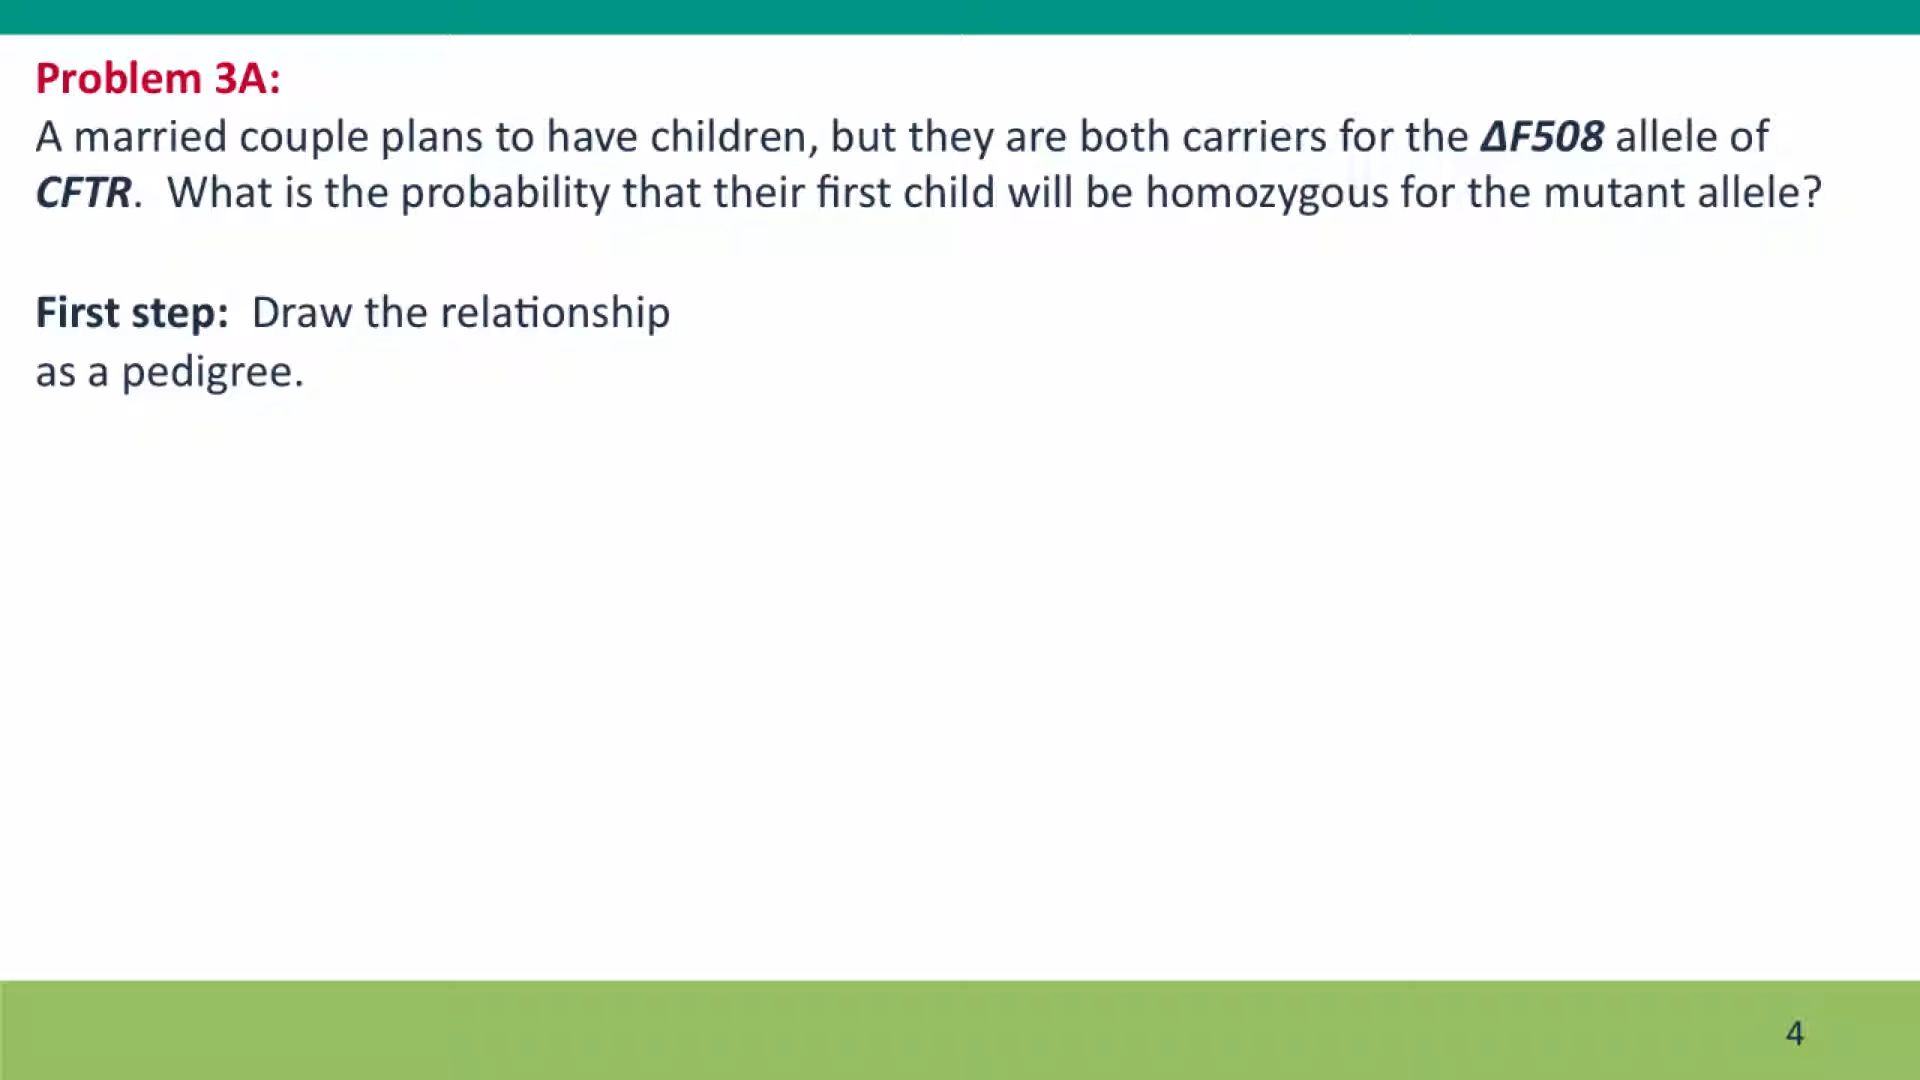 Problem 3A:
A married couple plans to have children, but they are both carriers for the ΔF508 allele of
CFTR.  What is the probability that their first child will be homozygous for the mutant allele?
First step:  Draw the relationship
as a pedigree.
4